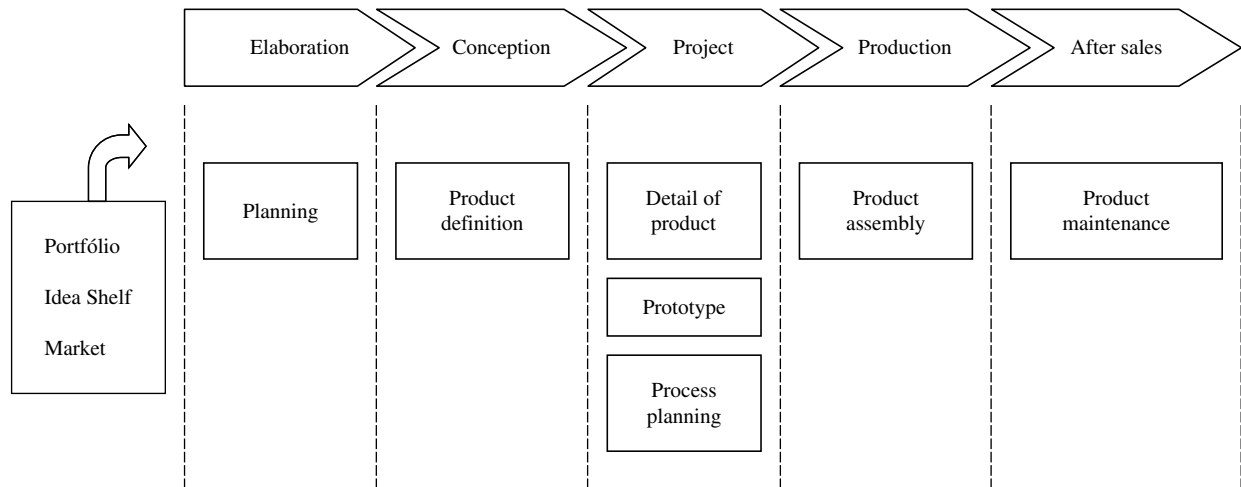 Elaboration
Conception
Project
Production
After sales
Portfólio
Idea Shelf
Market
Planning
Product
definition
Detail of
product
Prototype
Process
planning
Product
assembly
Product
maintenance